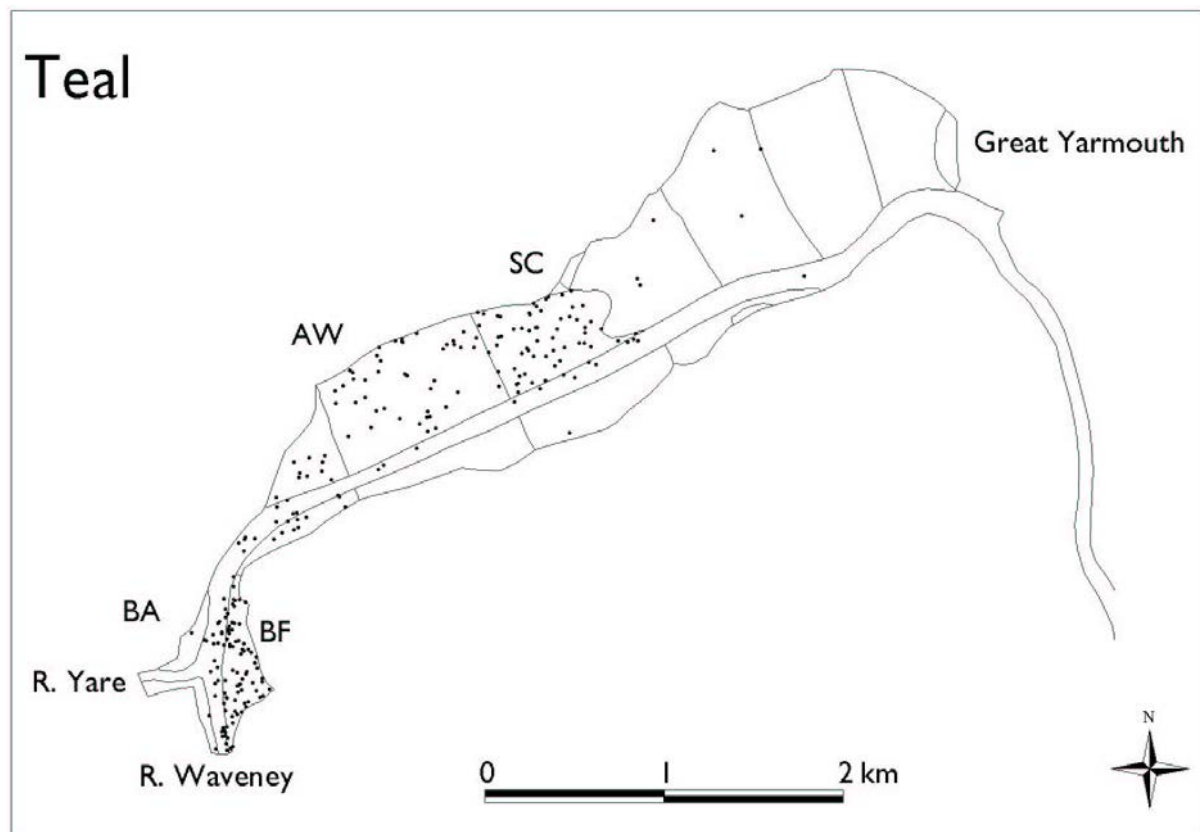 Teal
Great Yarmouth
SC
AW
BA
BF
R. Yare
R. Waveney
0 1 2 km
N